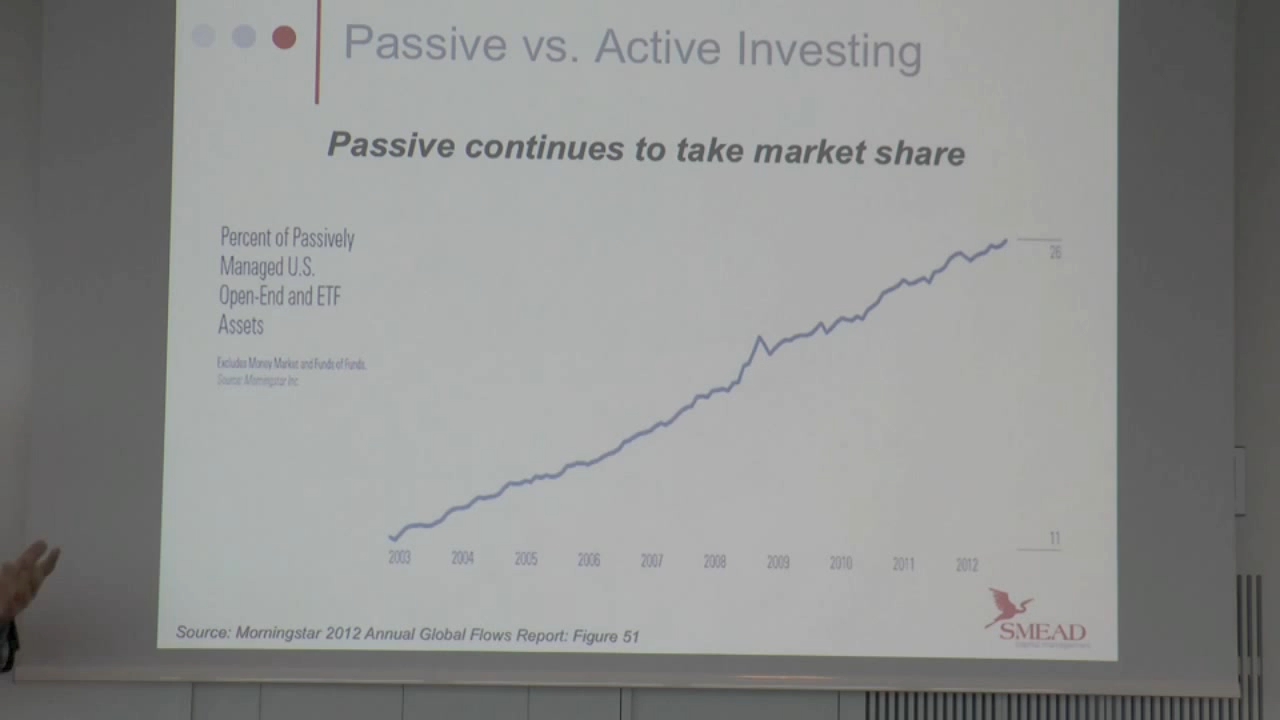 Passive vs. Active Investing
Passive continues to take market share
Percent of Passively
Managed U.S.
Open-End and ETF
Assets
Excludes Money Market and Funds of Funds.
Source: Morningstar Inc.
26
11
2003 2004 2005 2006 2007 2008 2009 2010 2011 2012
SMEAD
Source: Morningstar 2012 Annual Global Flows Report: Figure 51